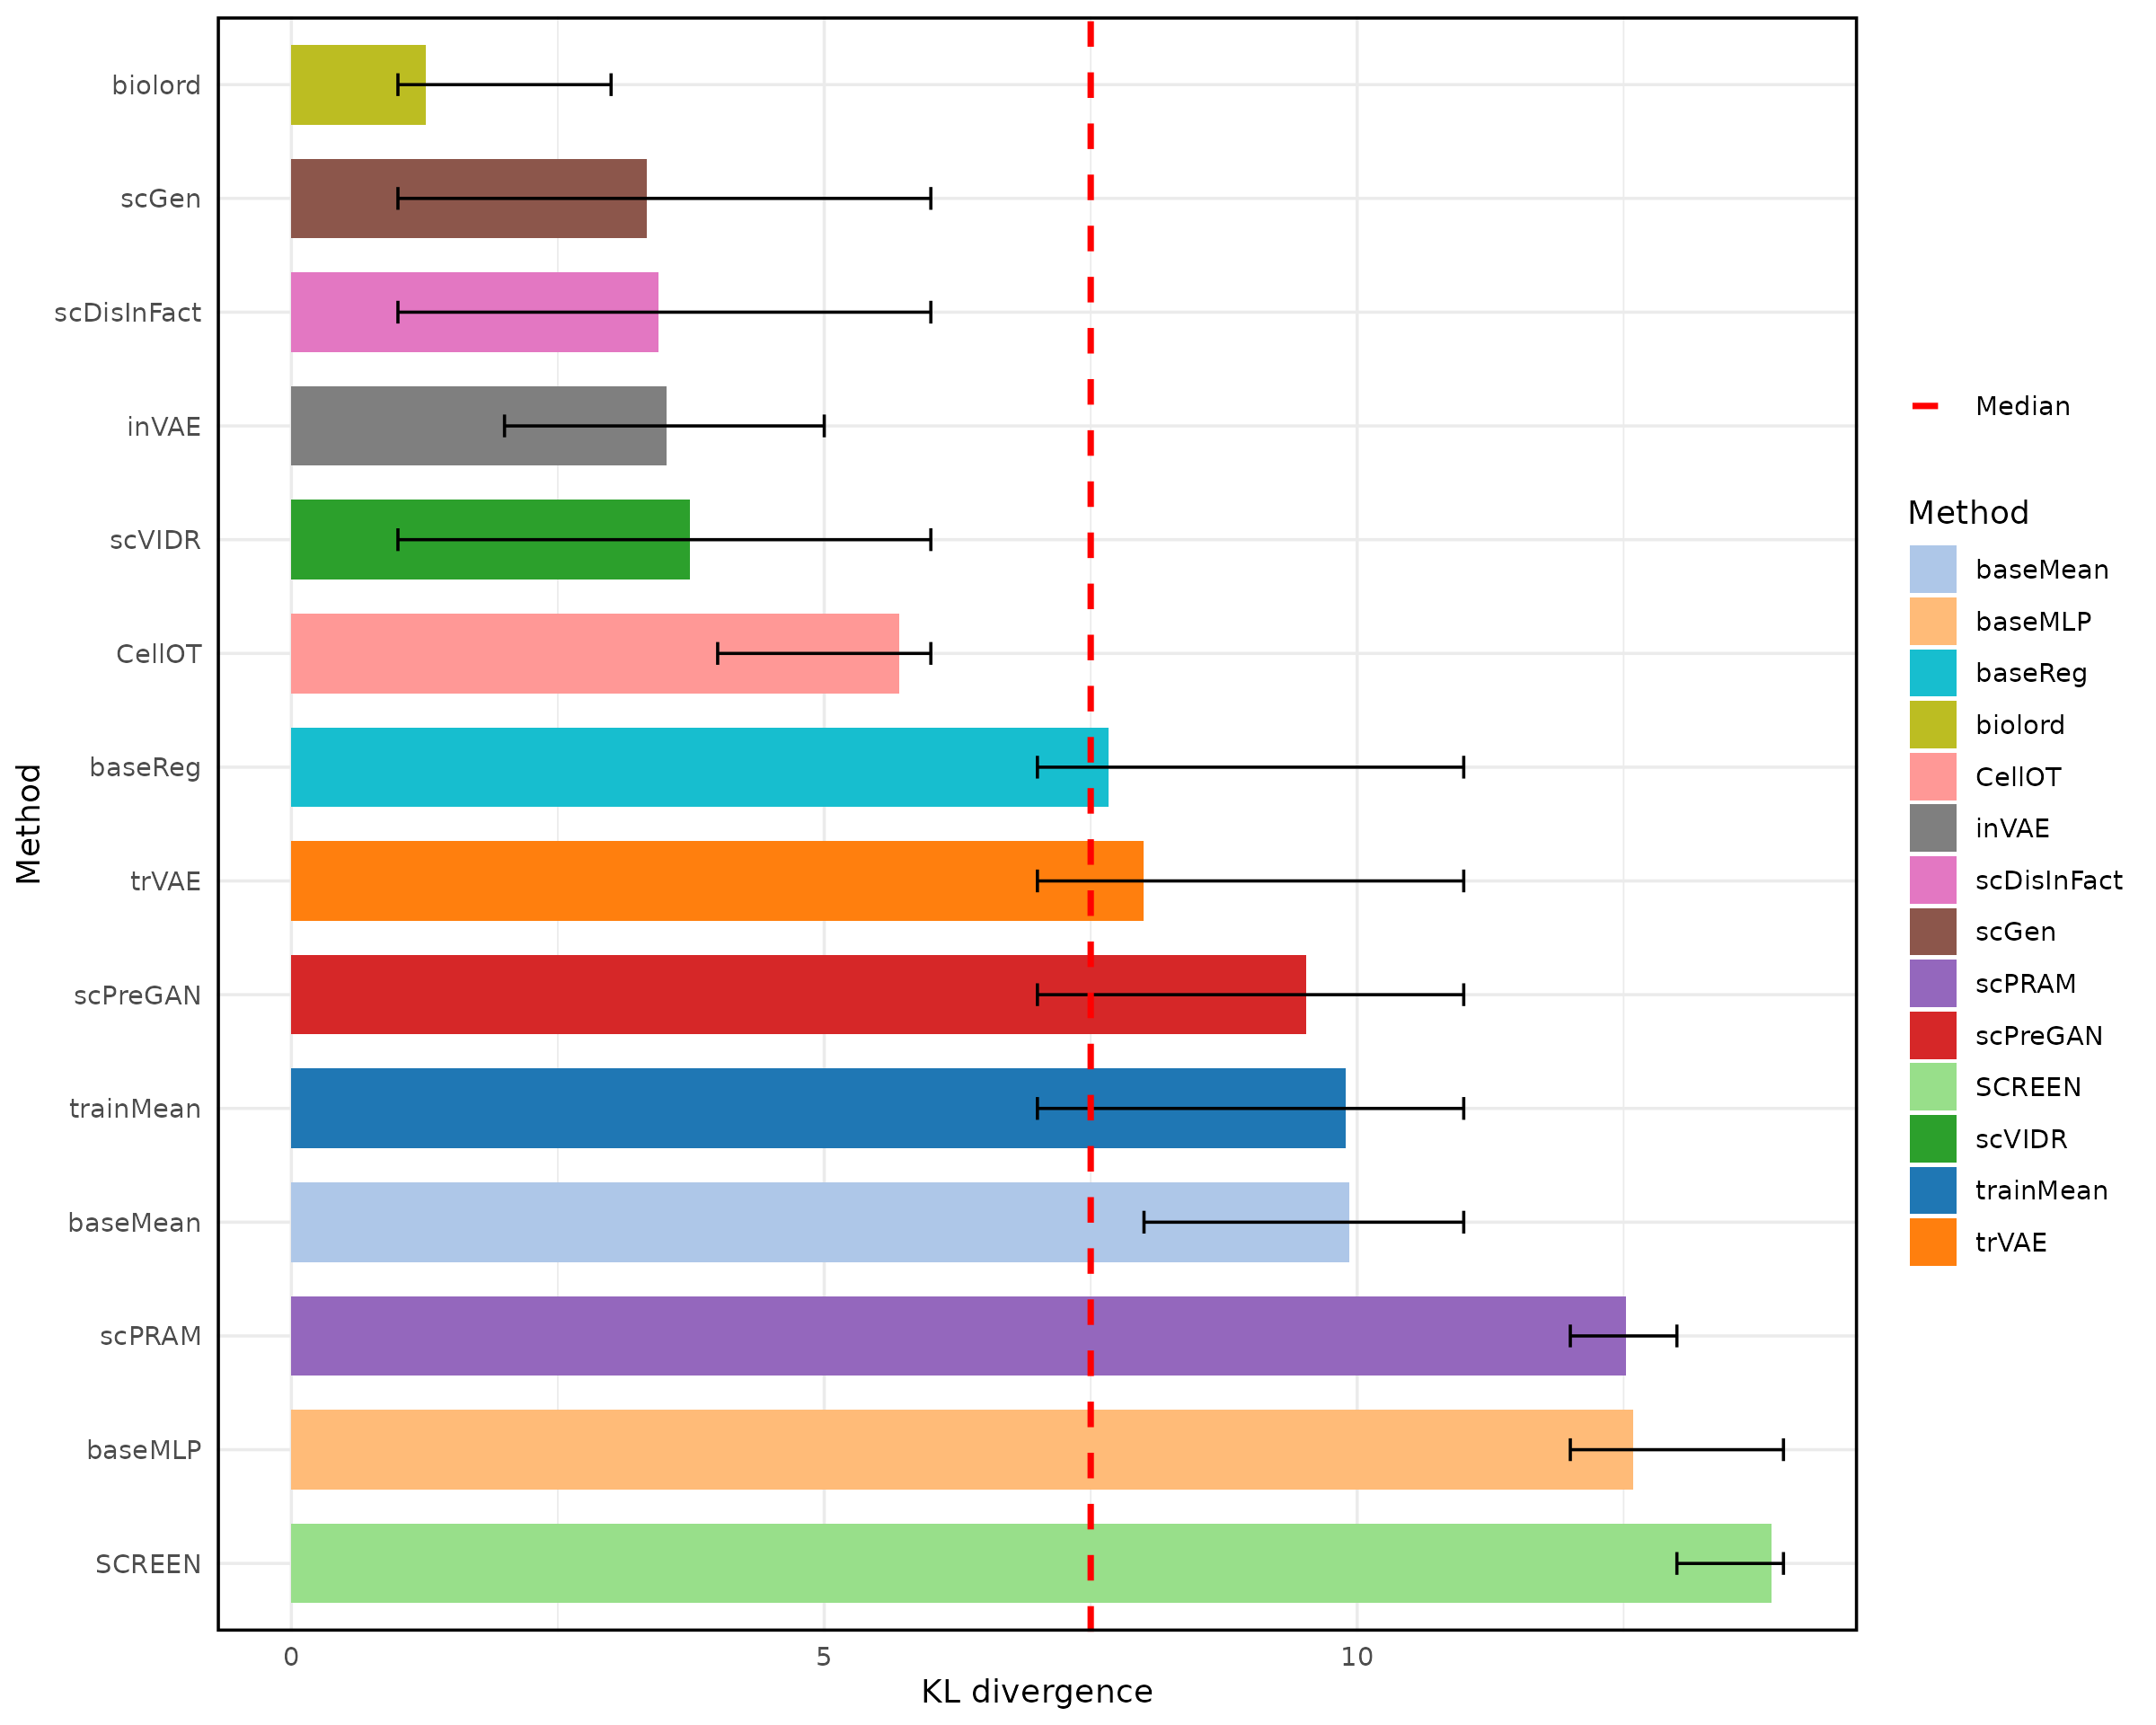 biolord
scGen
scDisInFact
inVAE
scVIDR
CellOT
baseReg
trVAE
scPreGAN
trainMean
baseMean
scPRAM
baseMLP
SCREEN
Method
0 5 10
KL divergence
Median
Method
baseMean
baseMLP
baseReg
biolord
CellOT
inVAE
scDisInFact
scGen
scPRAM
scPreGAN
SCREEN
scVIDR
trainMean
trVAE